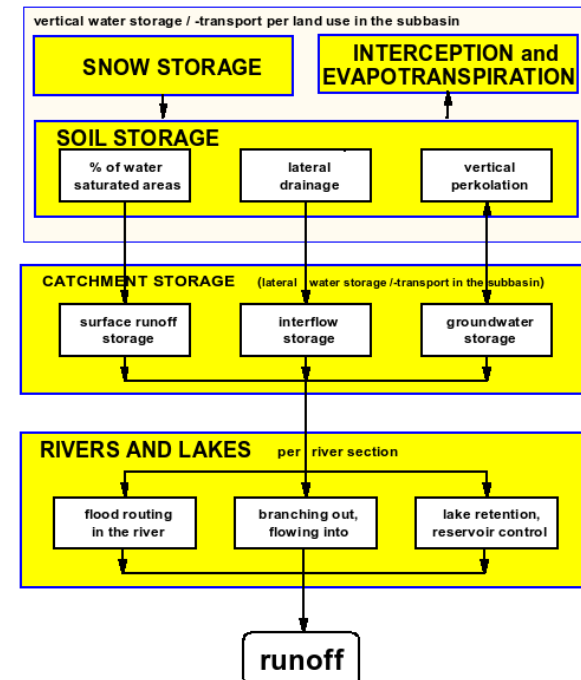 vertical water storage / -transport per land use in the subbasin
SNOW STORAGE
INTERCEPTION and
EVAPOTRANSPIRATION
SOIL STORAGE
% of water
saturated areas
lateral
drainage
vertical
perkolation
CATCHMENT STORAGE (lateral water storage /-transport in the subbasin)
surface runoff
storage
interflow
storage
groundwater
storage
RIVERS AND LAKES per river section
flood routing
in the river
branching out,
flowing into
lake retention,
reservoir control
runoff